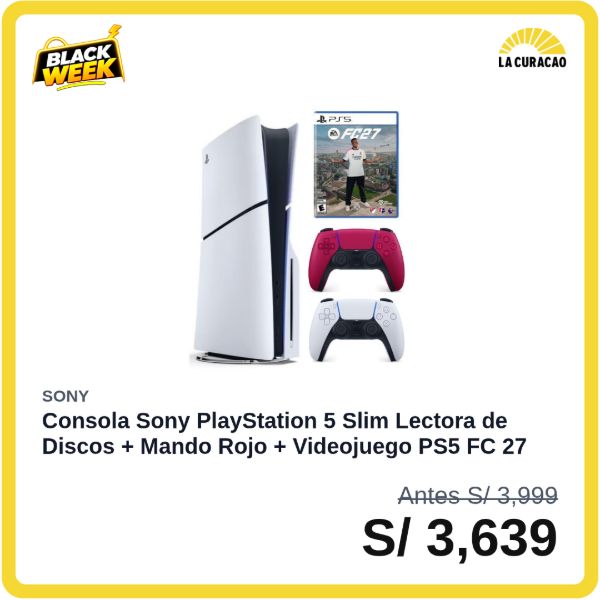 BLACK
WEEK
LA CURACAO
PS5
EA FC27
SONY
Consola Sony PlayStation 5 Slim Lectora de
Discos + Mando Rojo + Videojuego PS5 FC 27
Antes S/ 3,999
S/ 3,639